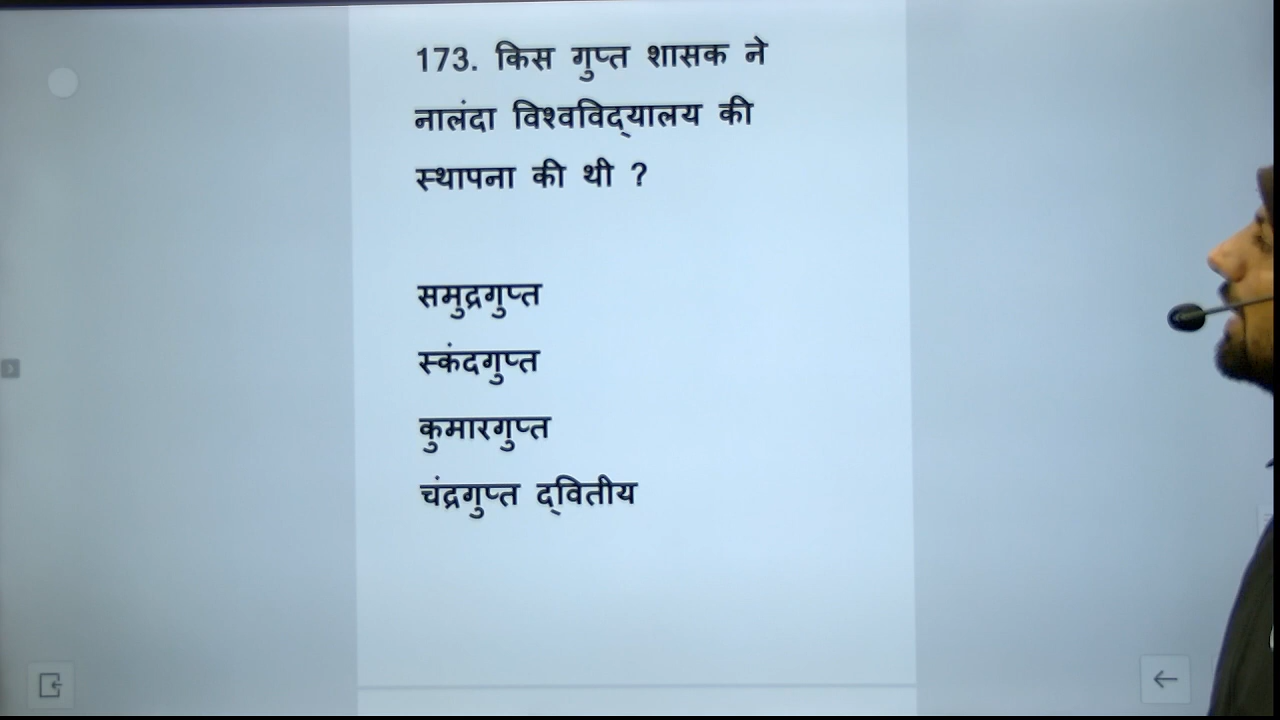 173. किस गुप्त शासक ने
नालंदा विश्वविद्यालय की
स्थापना की थी ?
समुद्रगुप्त
स्कंदगुप्त
कुमारगुप्त
चंद्रगुप्त द्वितीय